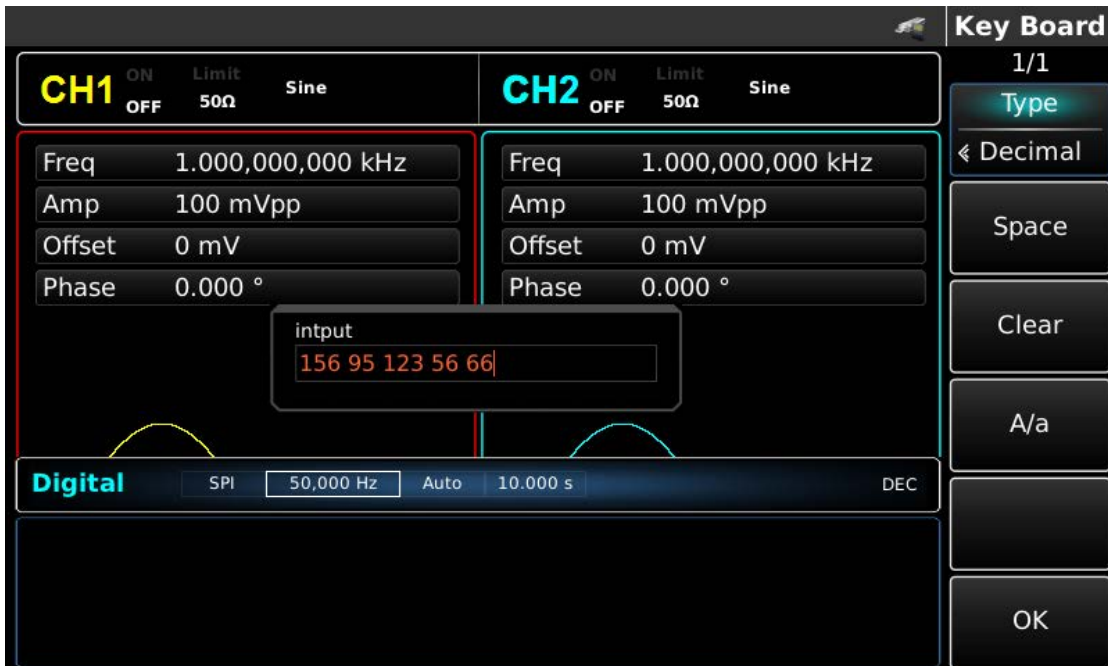 Key Board
1/1
CH1 ON OFF Limit 50Ω Sine
CH2 ON OFF Limit 50Ω Sine
Type
« Decimal
Freq 1.000,000,000 kHz
Amp 100 mVpp
Offset 0 mV
Phase 0.000 °
Freq 1.000,000,000 kHz
Amp 100 mVpp
Offset 0 mV
Phase 0.000 °
intput
156 95 123 56 66
Digital SPI 50,000 Hz Auto 10.000 s DEC
Space
Clear
A/a
OK